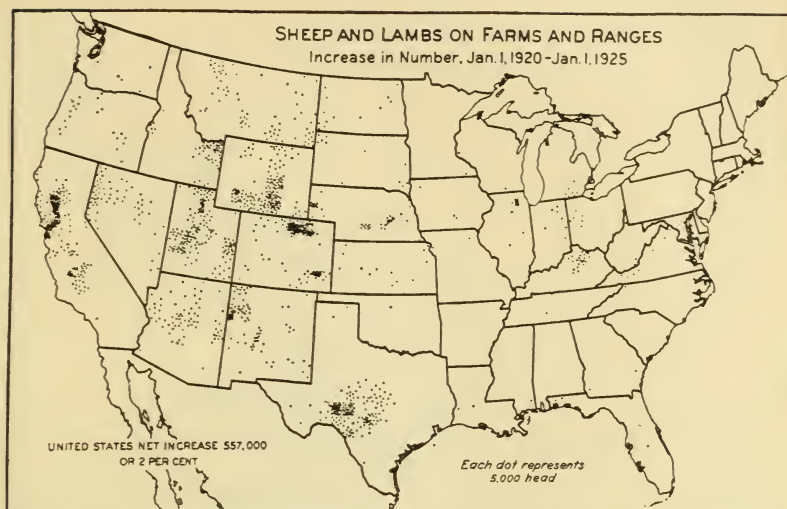 SHEEP AND LAMBS ON FARMS AND RANGES
Increase in Number, Jan. 1, 1920-Jan. 1, 1925
UNITED STATES NET INCREASE 557,000
OR 2 PER CENT
Each dot represents
5,000 head